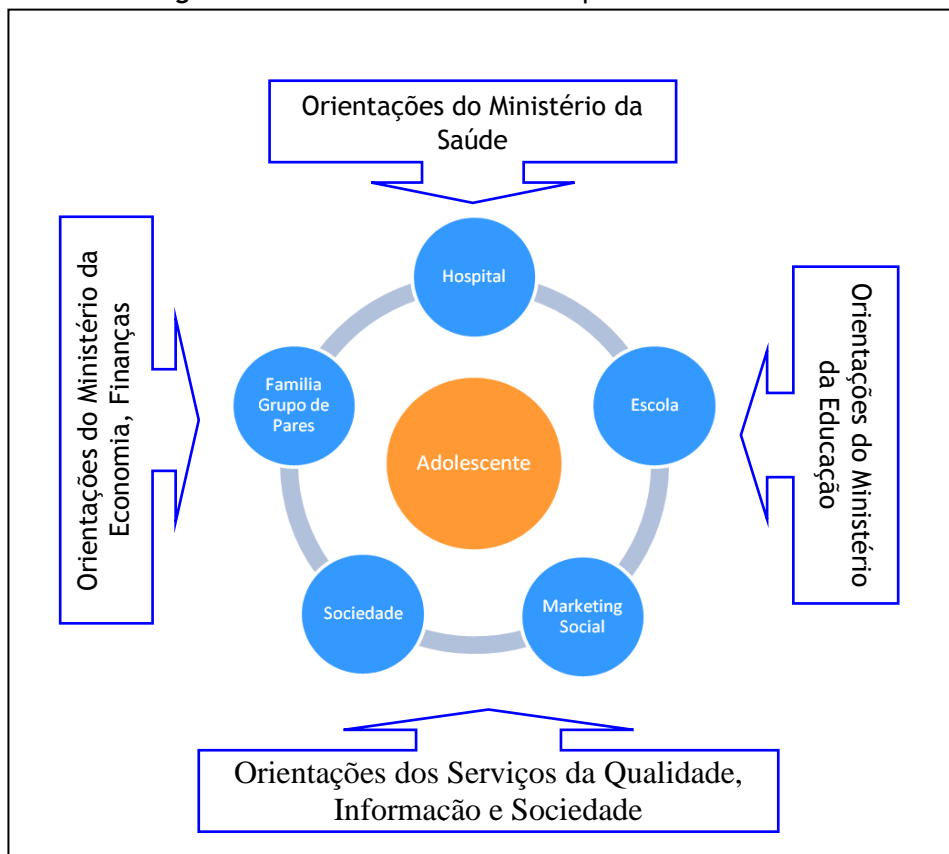 Orientações do Ministério da
Saúde
Hospital
Orientações do Ministério da
Economia, Finanças
Familia
Grupo de
Pares
Adolescente
Escola
Orientações do Ministério
da Educação
Sociedade
Marketing
Social
Orientações dos Serviços da Qualidade,
Informacão e Sociedade